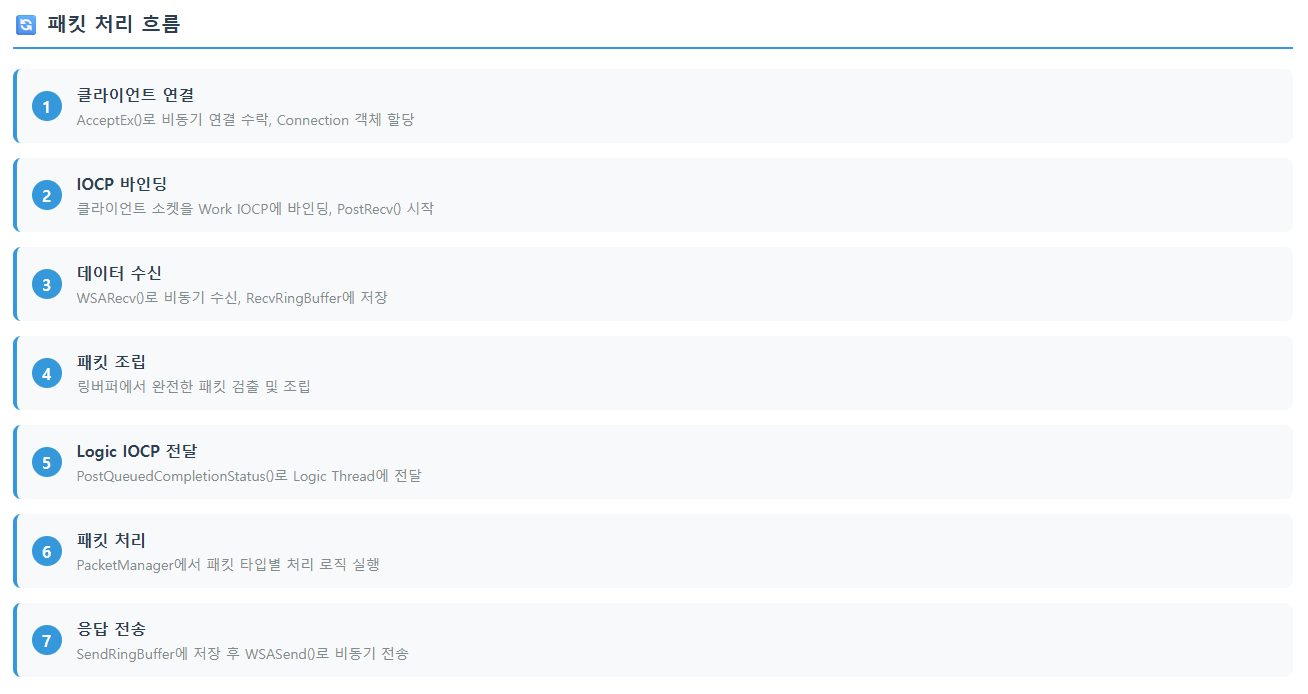 패킷 처리 흐름
1
클라이언트 연결
AcceptEx()로 비동기 연결 수락, Connection 객체 할당
2
IOCP 바인딩
클라이언트 소켓을 Work IOCP에 바인딩, PostRecv() 시작
3
데이터 수신
WSARecv()로 비동기 수신, RecvRingBuffer에 저장
4
패킷 조립
링버퍼에서 완전한 패킷 검출 및 조립
5
Logic IOCP 전달
PostQueuedCompletionStatus()로 Logic Thread에 전달
6
패킷 처리
PacketManager에서 패킷 타입별 처리 로직 실행
7
응답 전송
SendRingBuffer에 저장 후 WSASend()로 비동기 전송